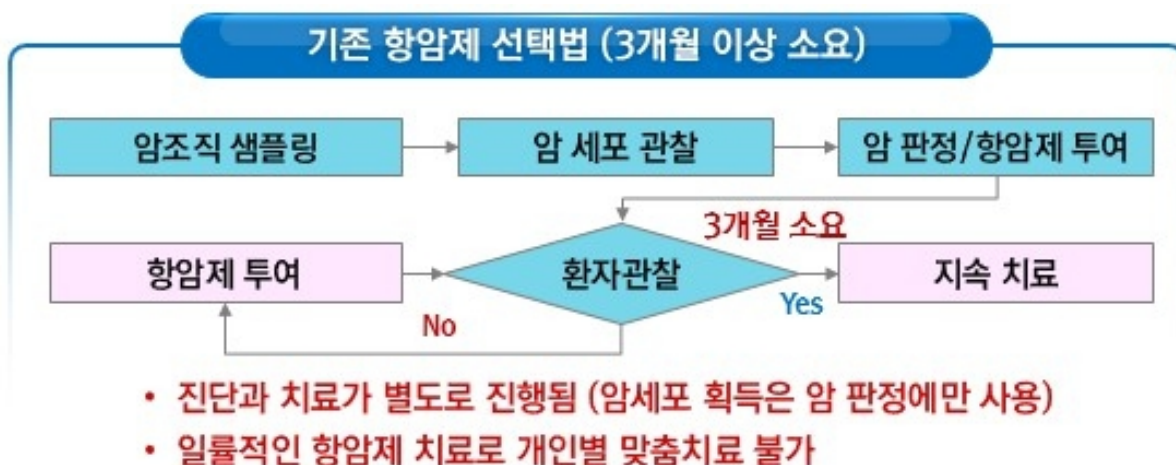 기존 항암제 선택법 (3개월 이상 소요)
암조직 샘플링
암 세포 관찰
암 판정/항암제 투여
3개월 소요
항암제 투여
환자관찰
지속 치료
No
Yes
• 진단과 치료가 별도로 진행됨 (암세포 획득은 암 판정에만 사용)
• 일률적인 항암제 치료로 개인별 맞춤치료 불가